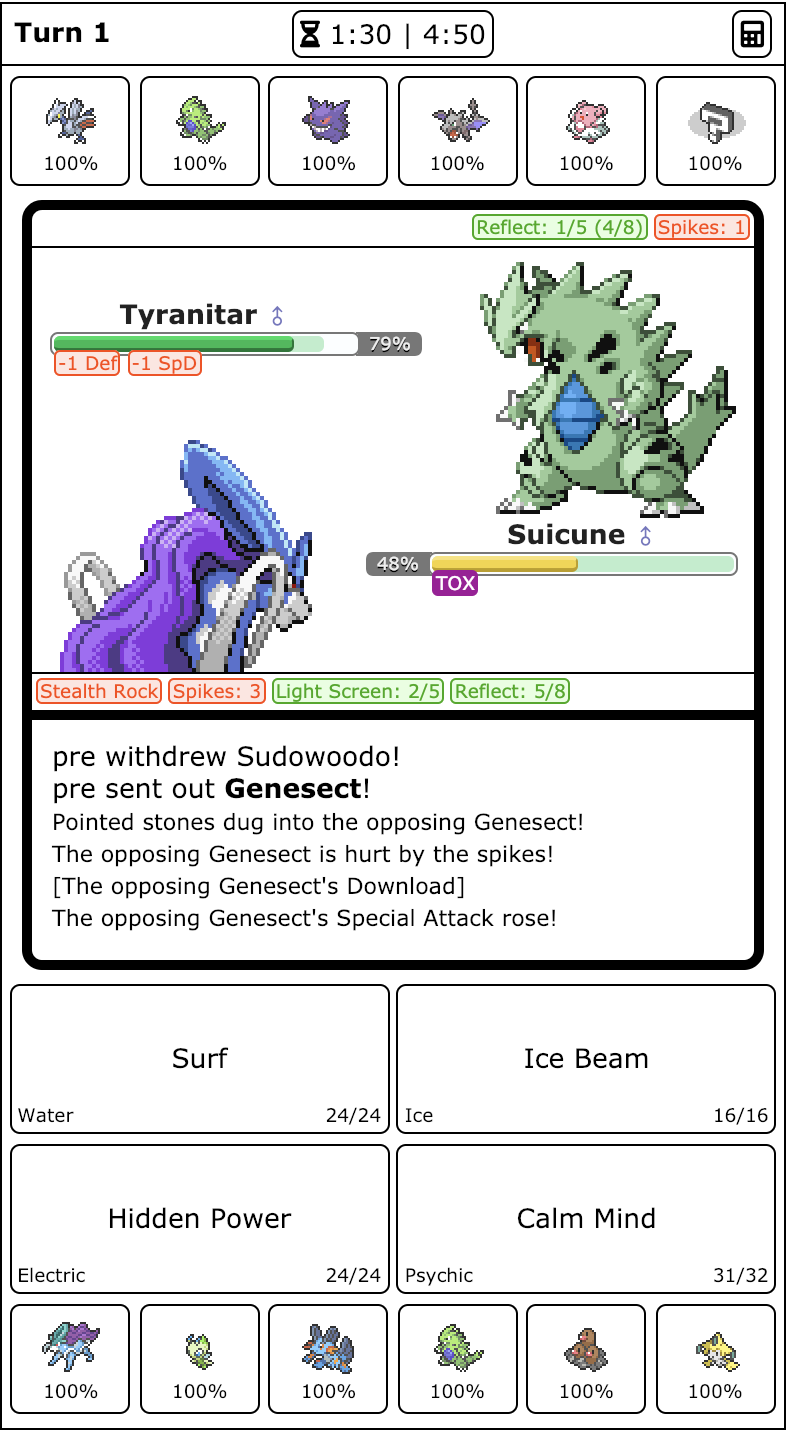 Turn 1
1:30 | 4:50
100% 100% 100% 100% 100% 100%
Reflect: 1/5 (4/8) Spikes: 1
Tyranitar ♂
79%
-1 Def -1 SpD
Suicune ♂
48%
TOX
Stealth Rock Spikes: 3 Light Screen: 2/5 Reflect: 5/8
pre withdrew Sudowoodo!
pre sent out Genesect!
Pointed stones dug into the opposing Genesect!
The opposing Genesect is hurt by the spikes!
[The opposing Genesect's Download]
The opposing Genesect's Special Attack rose!
Surf
Water 24/24
Ice Beam
Ice 16/16
Hidden Power
Electric 24/24
Calm Mind
Psychic 31/32
100% 100% 100% 100% 100% 100%